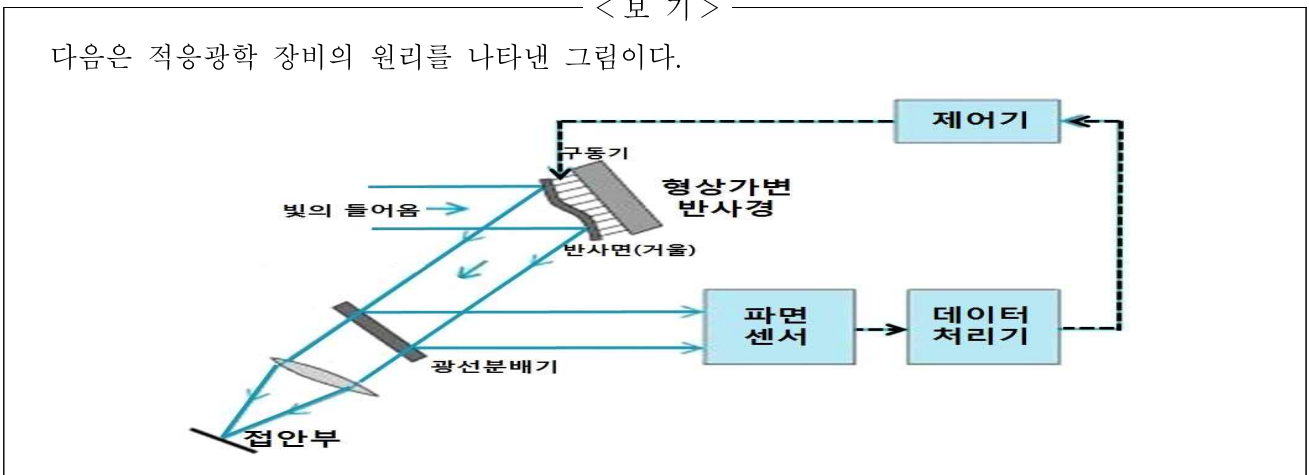 < 보 기 >
다음은 적응광학 장비의 원리를 나타낸 그림이다.
제어기
구동기
형상가변
반사경
빛의 들어옴
반사면(거울)
파면
센서
데이터
처리기
광선분배기
접안부